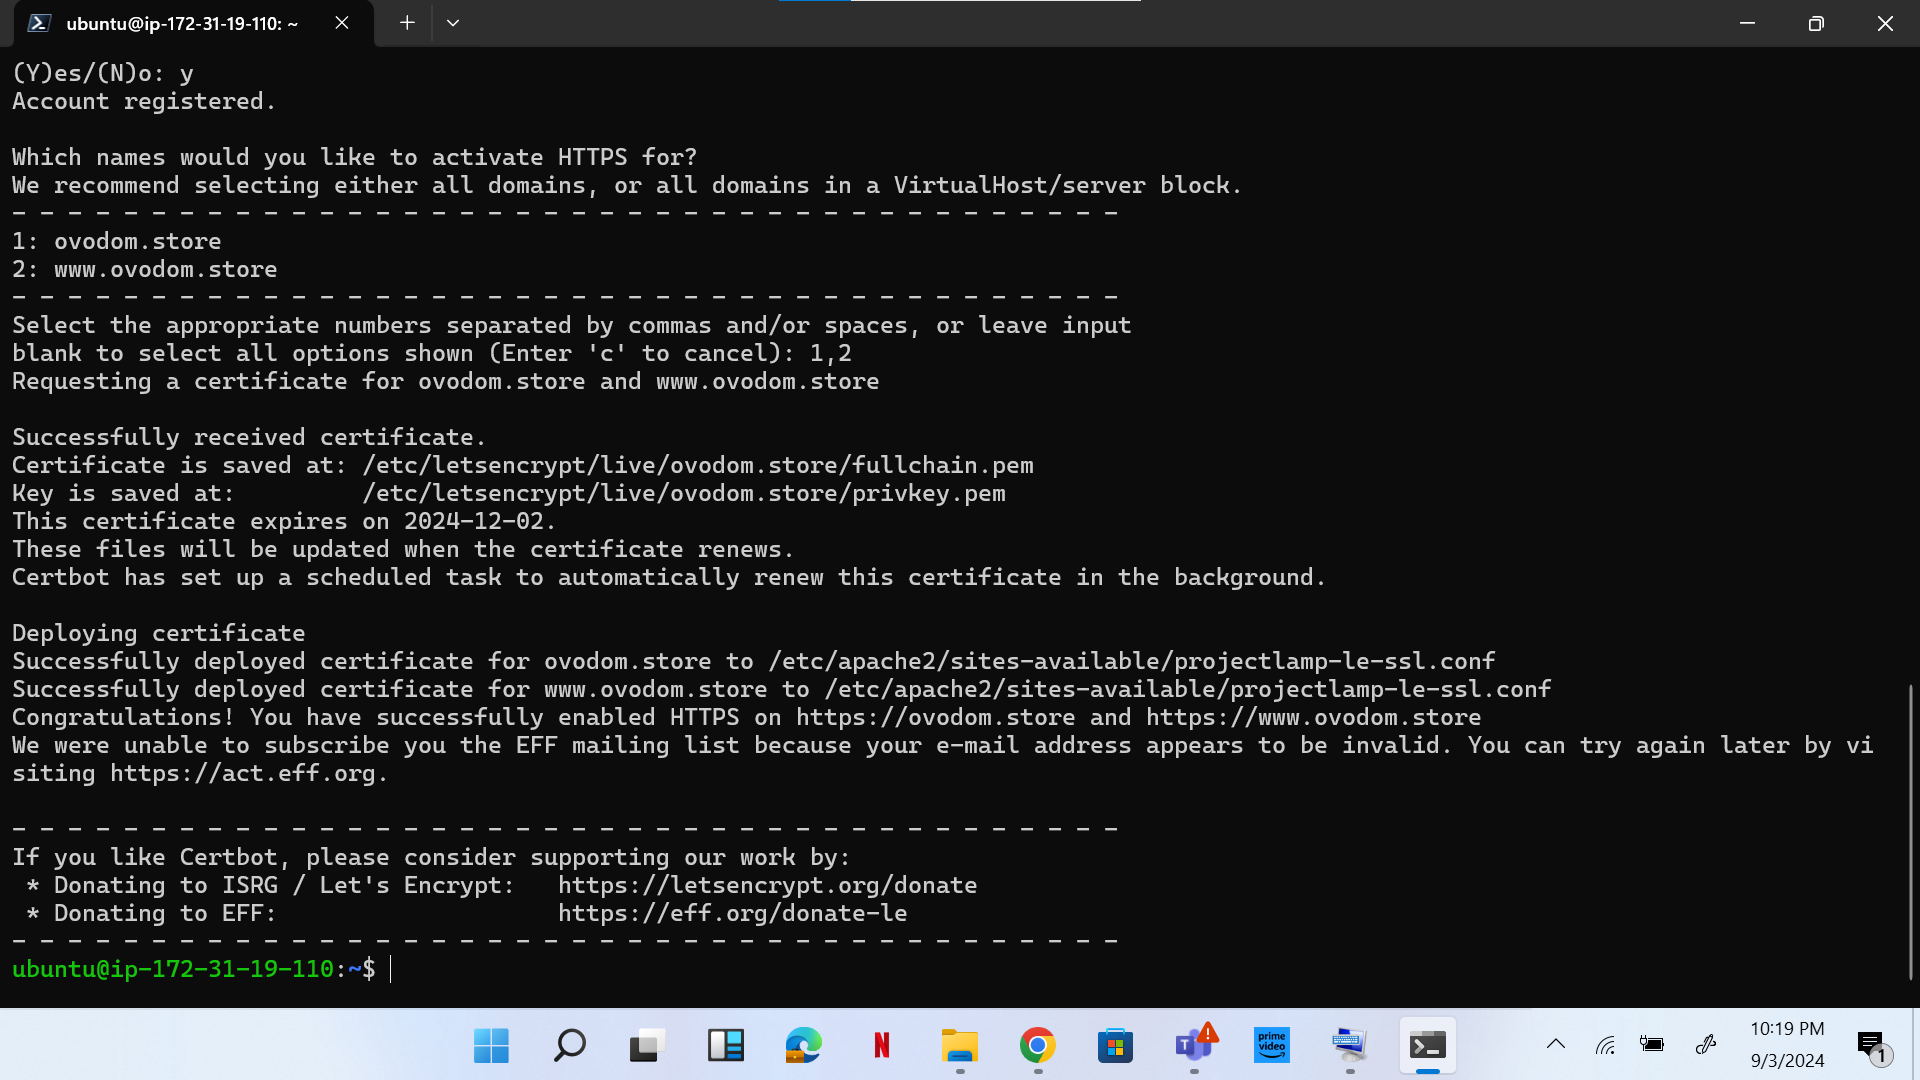 ubuntu@ip-172-31-19-110: ~
(Y)es/(N)o: y
Account registered.
Which names would you like to activate HTTPS for?
We recommend selecting either all domains, or all domains in a VirtualHost/server block.
- - - - - - - - - - - - - - - - - - - - - - - - - - - - - - - - - - - - - - - -
1: ovodom.store
2: www.ovodom.store
- - - - - - - - - - - - - - - - - - - - - - - - - - - - - - - - - - - - - - - -
Select the appropriate numbers separated by commas and/or spaces, or leave input
blank to select all options shown (Enter 'c' to cancel): 1,2
Requesting a certificate for ovodom.store and www.ovodom.store
Successfully received certificate.
Certificate is saved at: /etc/letsencrypt/live/ovodom.store/fullchain.pem
Key is saved at:         /etc/letsencrypt/live/ovodom.store/privkey.pem
This certificate expires on 2024-12-02.
These files will be updated when the certificate renews.
Certbot has set up a scheduled task to automatically renew this certificate in the background.
Deploying certificate
Successfully deployed certificate for ovodom.store to /etc/apache2/sites-available/projectlamp-le-ssl.conf
Successfully deployed certificate for www.ovodom.store to /etc/apache2/sites-available/projectlamp-le-ssl.conf
Congratulations! You have successfully enabled HTTPS on https://ovodom.store and https://www.ovodom.store
We were unable to subscribe you the EFF mailing list because your e-mail address appears to be invalid. You can try again later by vi
siting https://act.eff.org.
- - - - - - - - - - - - - - - - - - - - - - - - - - - - - - - - - - - - - - - -
If you like Certbot, please consider supporting our work by:
 * Donating to ISRG / Let's Encrypt:   https://letsencrypt.org/donate
 * Donating to EFF:                    https://eff.org/donate-le
- - - - - - - - - - - - - - - - - - - - - - - - - - - - - - - - - - - - - - - -
ubuntu@ip-172-31-19-110:~$
N
T
prime video
10:19 PM
9/3/2024
1